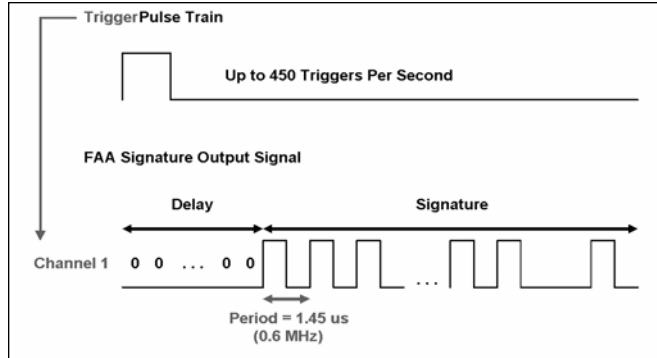 TriggerPulse Train
Up to 450 Triggers Per Second
FAA Signature Output Signal
Delay Signature
Channel 1 0 0 ... 0 0 ...
Period = 1.45 us
(0.6 MHz)